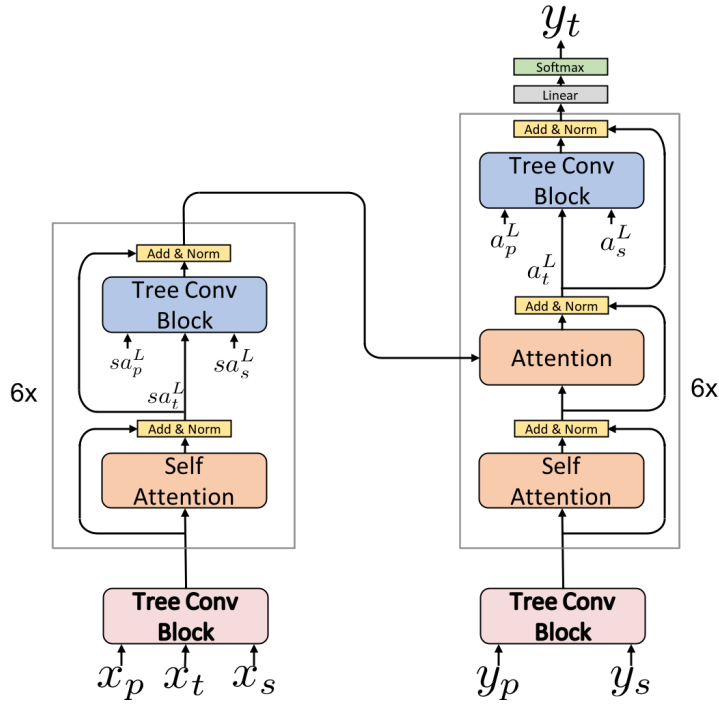 y_t
Softmax
Linear
Add & Norm
Tree Conv
Block
a_p^L
a_s^L
a_t^L
Add & Norm
Attention
Add & Norm
Self
Attention
6x
Tree Conv
Block
y_p
y_s
Add & Norm
Tree Conv
Block
sa_p^L
sa_s^L
sa_t^L
6x
Add & Norm
Self
Attention
Tree Conv
Block
x_p
x_t
x_s